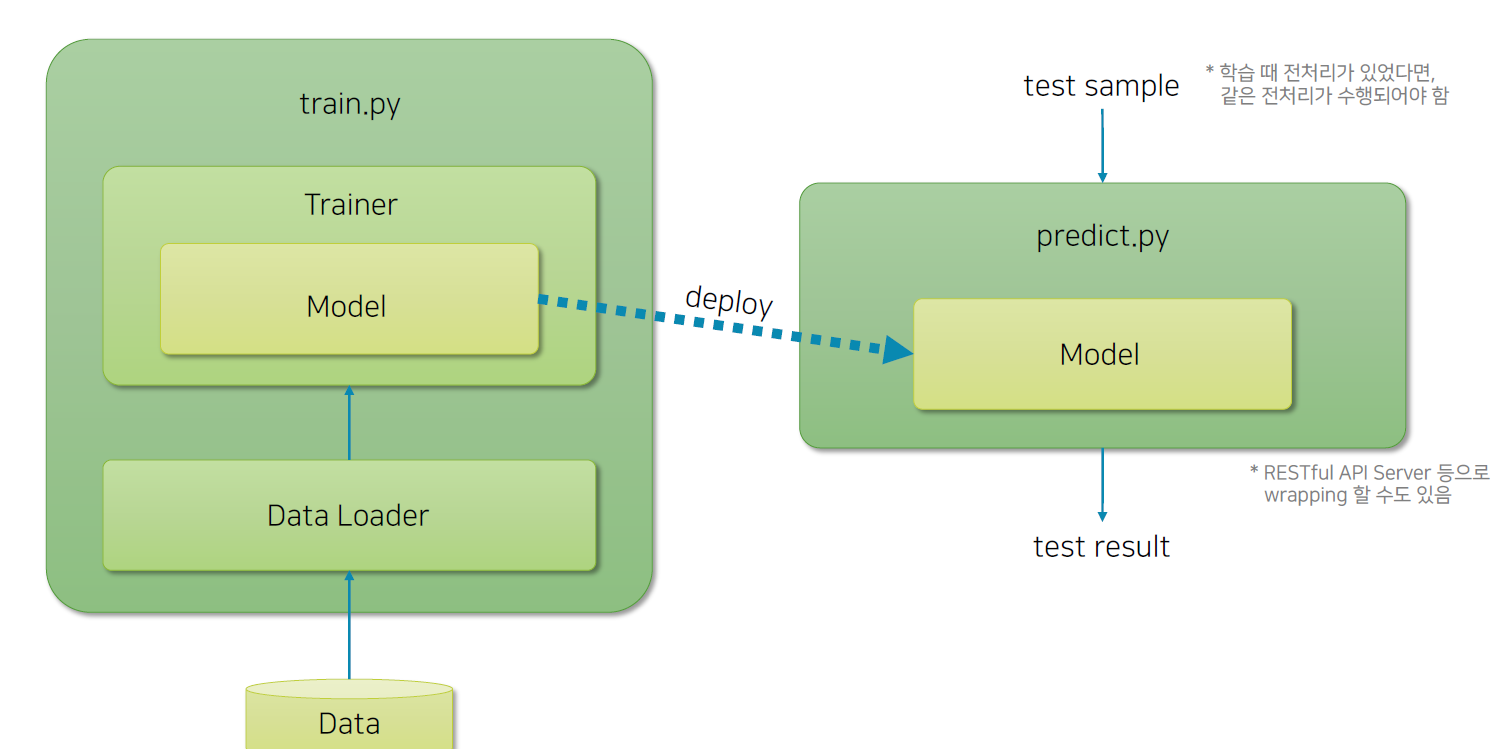 train.py
Trainer
Model
Data Loader
Data
deploy
test sample
* 학습 때 전처리가 있었다면,
같은 전처리가 수행되어야 함
predict.py
Model
* RESTful API Server 등으로
wrapping 할 수도 있음
test result